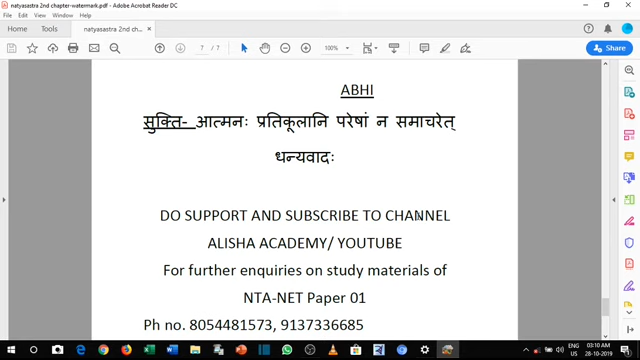 natyasastra 2nd chapter-watermark.pdf - Adobe Acrobat Reader DC
File Edit View Window Help
Home Tools natyasastra 2nd ch... ×
7 / 7 100% Share
ABHI
सुक्ति- आत्मनः प्रतिकूलानि परेषां न समाचरेत्
धन्यवादः
DO SUPPORT AND SUBSCRIBE TO CHANNEL
ALISHA ACADEMY/ YOUTUBE
For further enquiries on study materials of
NTA-NET Paper 01
Ph no. 8054481573, 9137336685
ENG 03:10 AM
US 28-10-2019